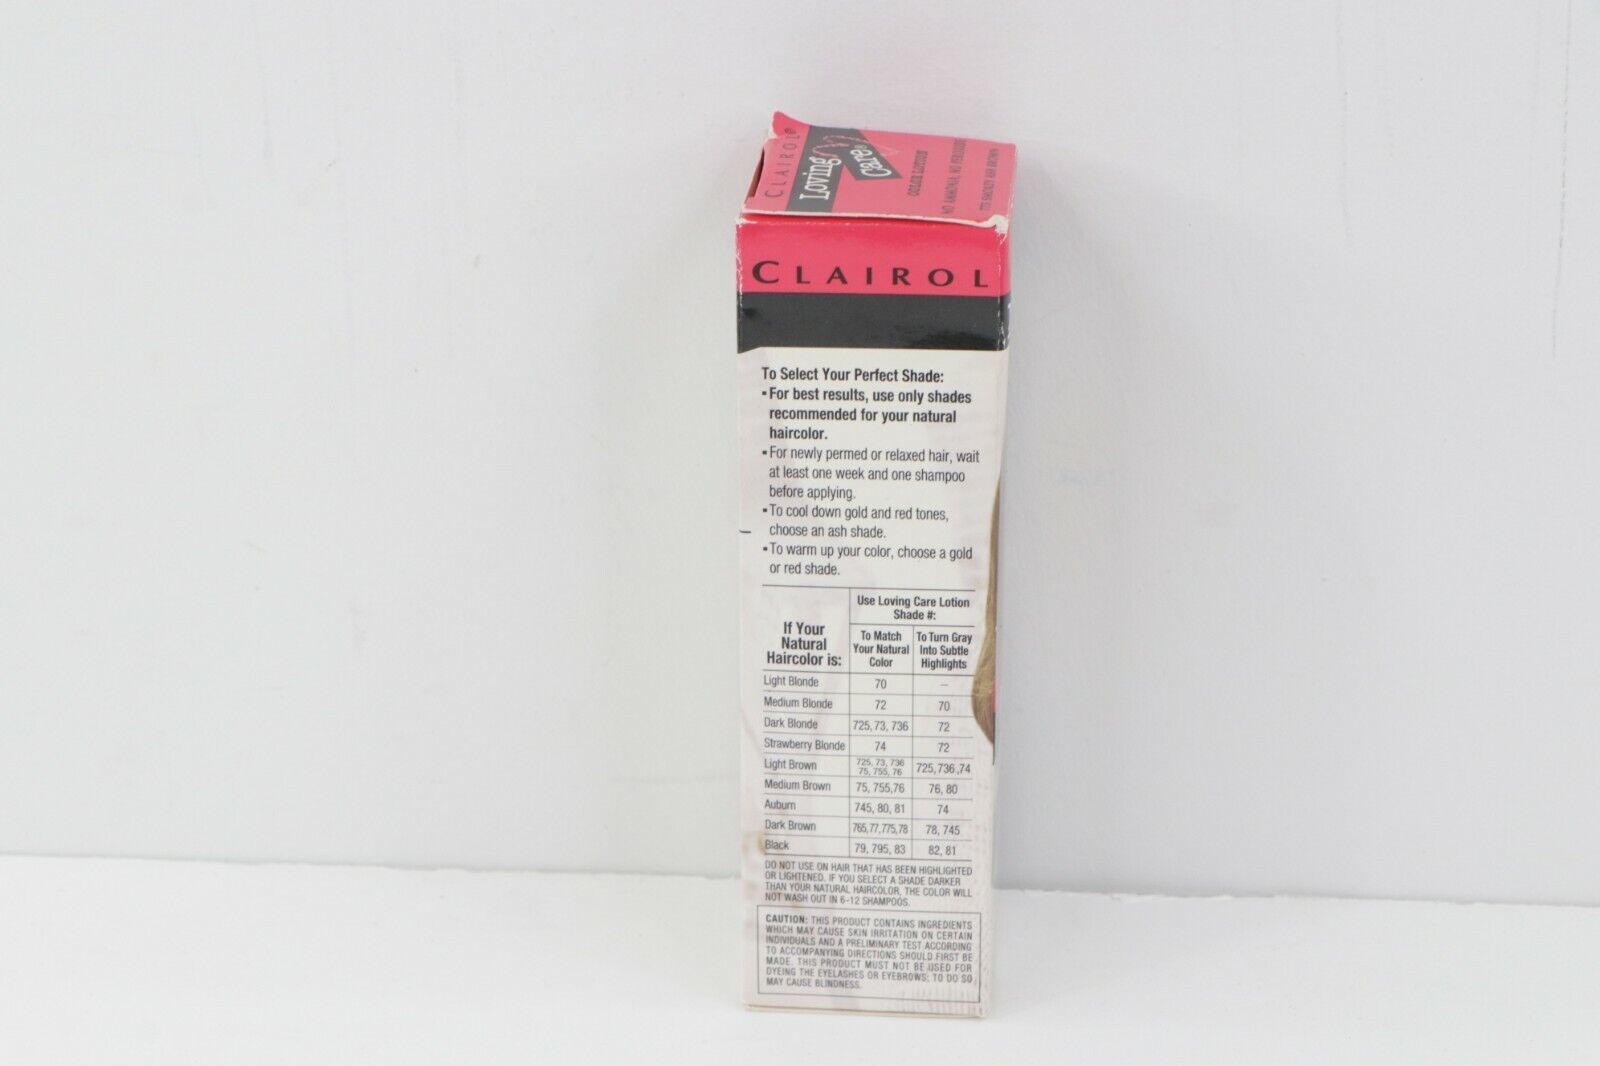 CLAIROL®
Loving
Care®
COLOR LOTION
NO AMMONIA, NO PEROXIDE
775 SMOKEY ASH BROWN
CLAIROL
To Select Your Perfect Shade:
▪For best results, use only shades
recommended for your natural
haircolor.
▪For newly permed or relaxed hair, wait
at least one week and one shampoo
before applying.
▪To cool down gold and red tones,
choose an ash shade.
▪To warm up your color, choose a gold
or red shade.
If Your
Natural
Haircolor is:
Use Loving Care Lotion
Shade #:
To Match
Your Natural
Color
To Turn Gray
Into Subtle
Highlights
Light Blonde 70 –
Medium Blonde 72 70
Dark Blonde 725, 73, 736 72
Strawberry Blonde 74 72
Light Brown 725, 73, 736 75, 755, 76 725,736,74
Medium Brown 75, 755,76 76, 80
Auburn 745, 80, 81 74
Dark Brown 765,77,775,78 78, 745
Black 79, 795, 83 82, 81
DO NOT USE ON HAIR THAT HAS BEEN HIGHLIGHTED
OR LIGHTENED. IF YOU SELECT A SHADE DARKER
THAN YOUR NATURAL HAIRCOLOR, THE COLOR WILL
NOT WASH OUT IN 6-12 SHAMPOOS.
CAUTION: THIS PRODUCT CONTAINS INGREDIENTS
WHICH MAY CAUSE SKIN IRRITATION ON CERTAIN
INDIVIDUALS AND A PRELIMINARY TEST ACCORDING
TO ACCOMPANYING DIRECTIONS SHOULD FIRST BE
MADE. THIS PRODUCT MUST NOT BE USED FOR
DYEING THE EYELASHES OR EYEBROWS; TO DO SO
MAY CAUSE BLINDNESS.